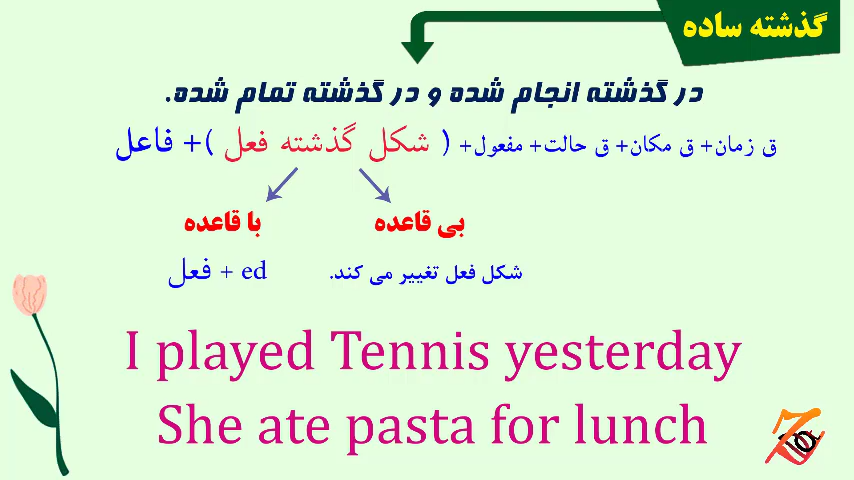 گذشته ساده
در گذشته انجام شده و در گذشته تمام شده.
فاعل +( شکل گذشته فعل ) +مفعول +ق حالت +ق مکان +ق زمان
با قاعده
بی قاعده
فعل + ed
شکل فعل تغییر می کند.
I played Tennis yesterday
She ate pasta for lunch